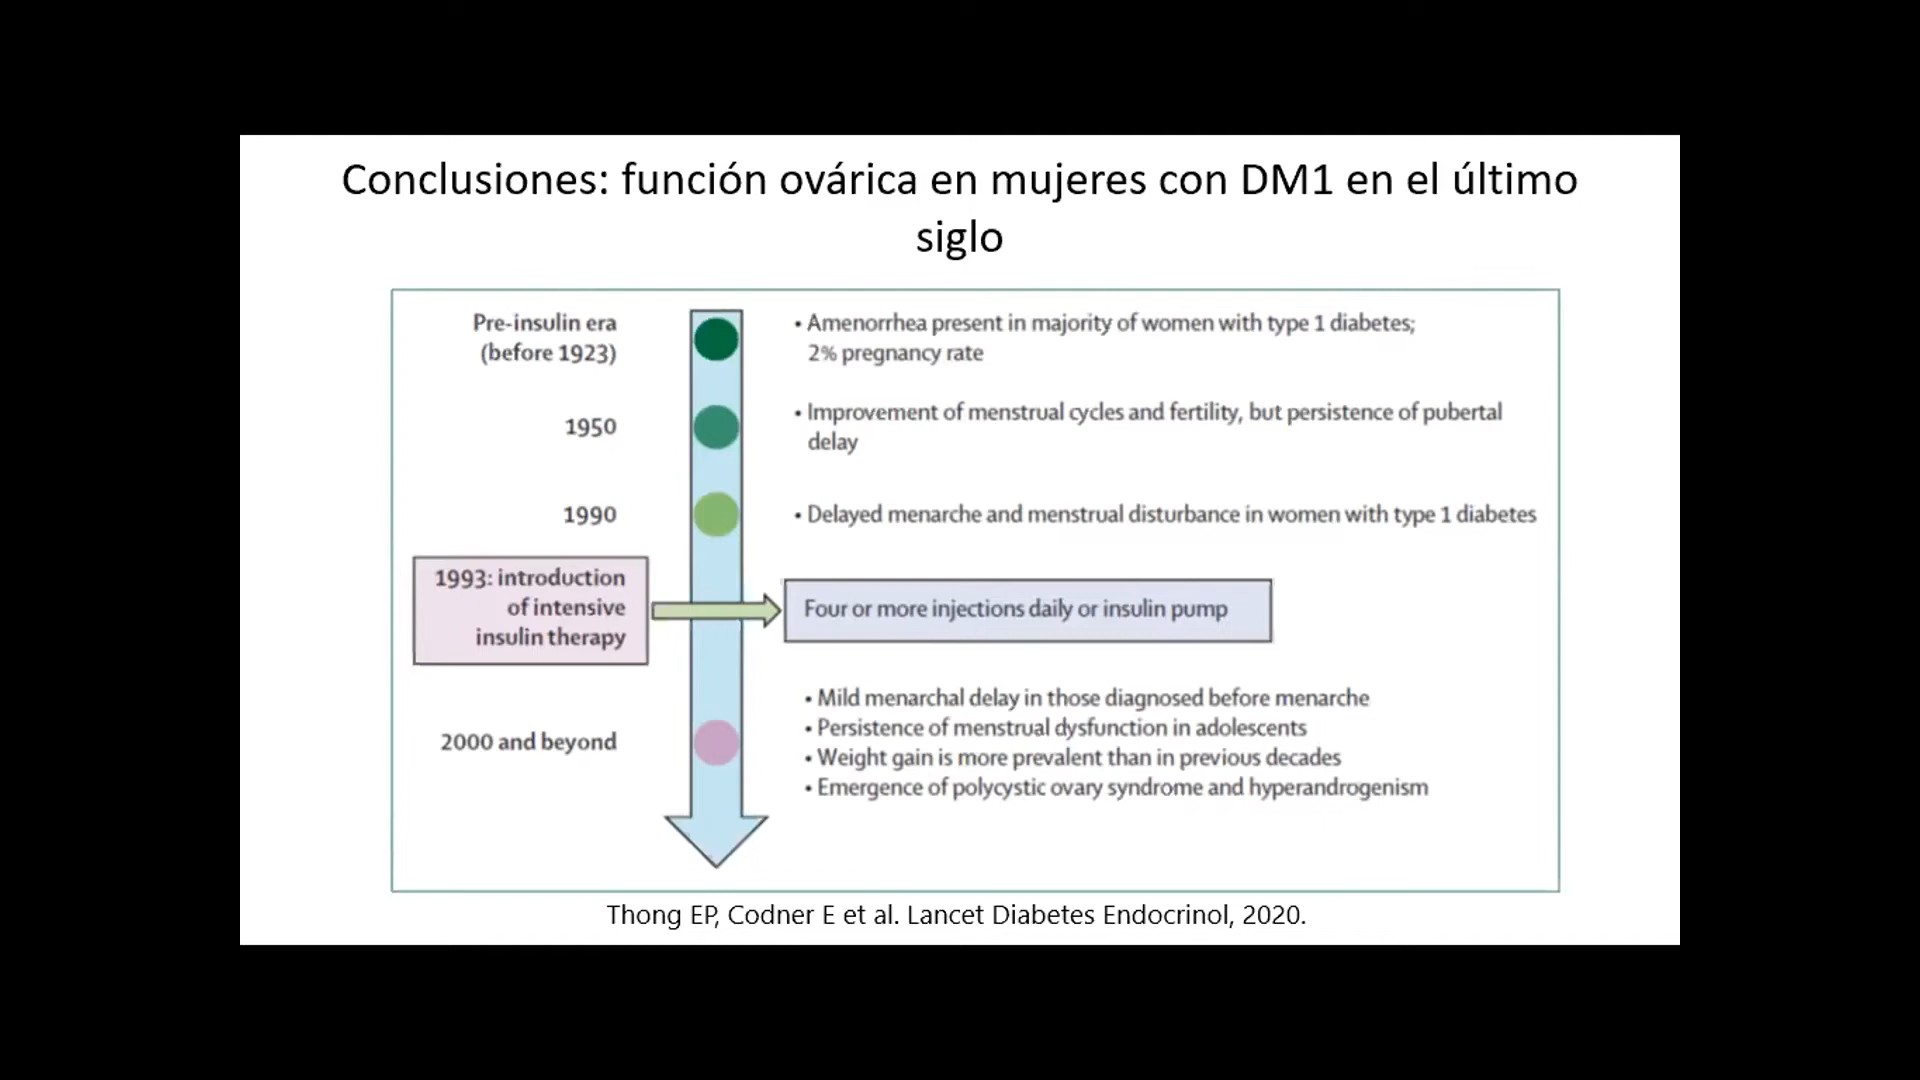 Conclusiones: función ovárica en mujeres con DM1 en el último
siglo
Pre-insulin era
(before 1923)
• Amenorrhea present in majority of women with type 1 diabetes;
2% pregnancy rate
1950
• Improvement of menstrual cycles and fertility, but persistence of pubertal
delay
1990
• Delayed menarche and menstrual disturbance in women with type 1 diabetes
1993: introduction
of intensive
insulin therapy
Four or more injections daily or insulin pump
2000 and beyond
• Mild menarchal delay in those diagnosed before menarche
• Persistence of menstrual dysfunction in adolescents
• Weight gain is more prevalent than in previous decades
• Emergence of polycystic ovary syndrome and hyperandrogenism
Thong EP, Codner E et al. Lancet Diabetes Endocrinol, 2020.